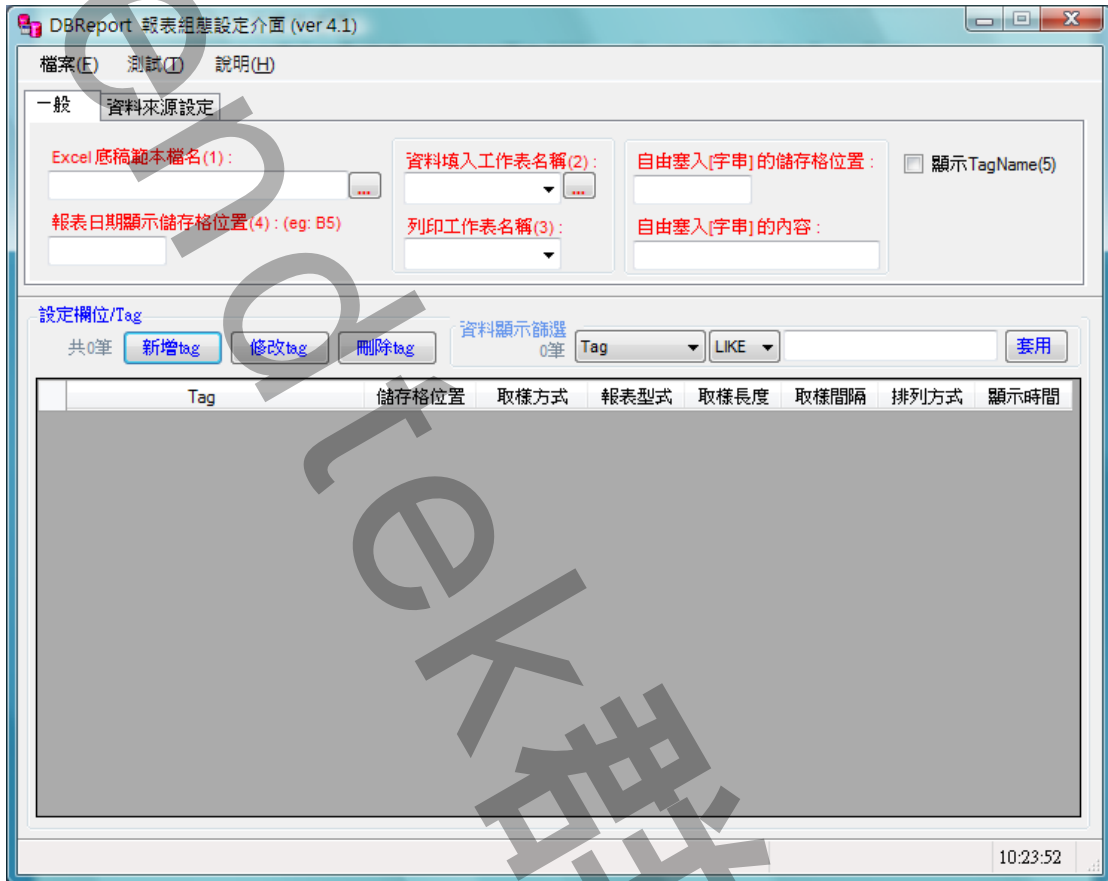 DBReport 報表組態設定介面 (ver 4.1)
檔案(F) 測試(T) 說明(H)
一般 資料來源設定
Excel 底稿範本檔名(1) :
...
報表日期顯示儲存格位置(4) : (eg: B5)
資料填入工作表名稱(2) :
...
列印工作表名稱(3) :
自由塞入[字串] 的儲存格位置 :
自由塞入[字串] 的內容 :
顯示TagName(5)
設定欄位/Tag
共0筆 新增tag 修改tag 刪除tag
資料顯示篩選
0筆 Tag LIKE 套用
Tag 儲存格位置 取樣方式 報表型式 取樣長度 取樣間隔 排列方式 顯示時間
10:23:52
endtek